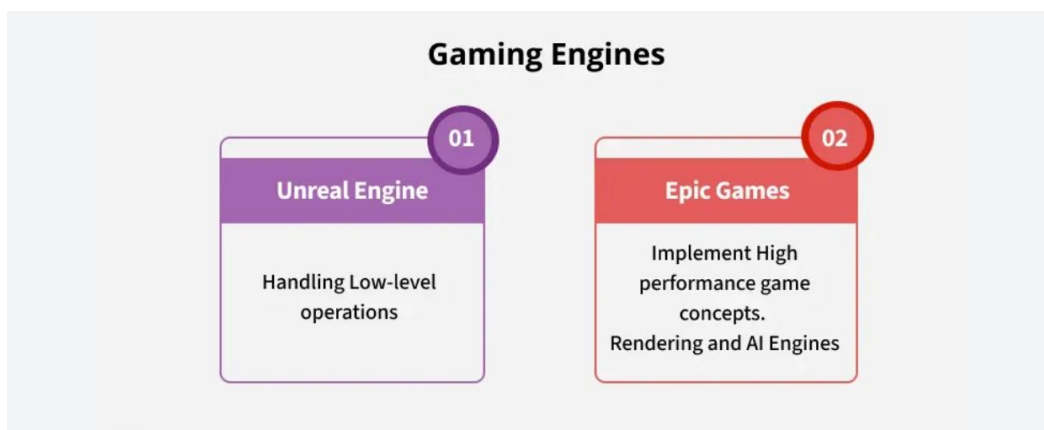 Gaming Engines
01
Unreal Engine
Handling Low-level
operations
02
Epic Games
Implement High
performance game
concepts.
Rendering and AI Engines